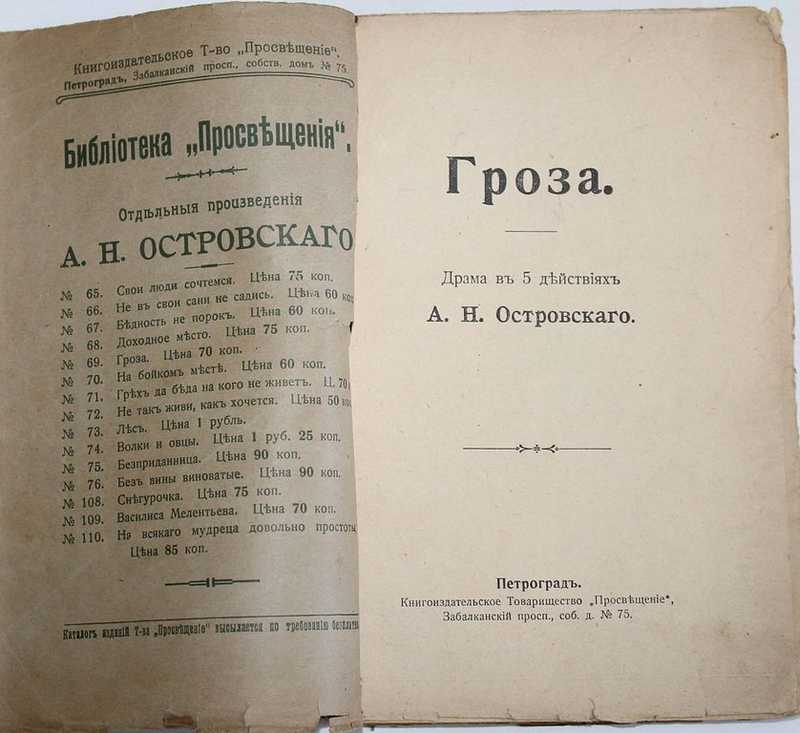 Книгоиздательское Т-во „Просвѣщеніе“.
Петроградъ, Забалканскій просп., собств. домъ № 75.
Библіотека „Просвѣщенія“.
Отдѣльныя произведенія
А. Н. ОСТРОВСКАГО
№ 65. Свои люди сочтемся. Цѣна 75 коп.
№ 66. Не въ свои сани не садись. Цѣна 60 коп
№ 67. Бѣдность не порокъ. Цѣна 60 коп.
№ 68. Доходное мѣсто. Цѣна 75 коп.
№ 69. Гроза. Цѣна 70 коп.
№ 70. На бойкомъ мѣстѣ. Цѣна 60 коп.
№ 71. Грѣхъ да бѣда на кого не живетъ. Ц. 70
№ 72. Не такъ живи, какъ хочется. Цѣна 50 коп
№ 73. Лѣсъ. Цѣна 1 рубль.
№ 74. Волки и овцы. Цѣна 1 руб. 25 коп.
№ 75. Безприданница. Цѣна 90 коп.
№ 76. Безъ вины виноватые. Цѣна 90 коп.
№ 108. Снѣгурочка. Цѣна 75 коп.
№ 109. Василиса Мелентьева. Цѣна 70 коп.
№ 110. На всякаго мудреца довольно простоты
Цѣна 85 коп.
Каталогъ изданій Т-ва „Просвѣщеніе“ высылается по требованію
Гроза.
Драма въ 5 дѣйствіяхъ
А. Н. Островскаго.
Петроградъ.
Книгоиздательское Товарищество „Просвѣщеніе“,
Забалканскій просп., соб. д. № 75.